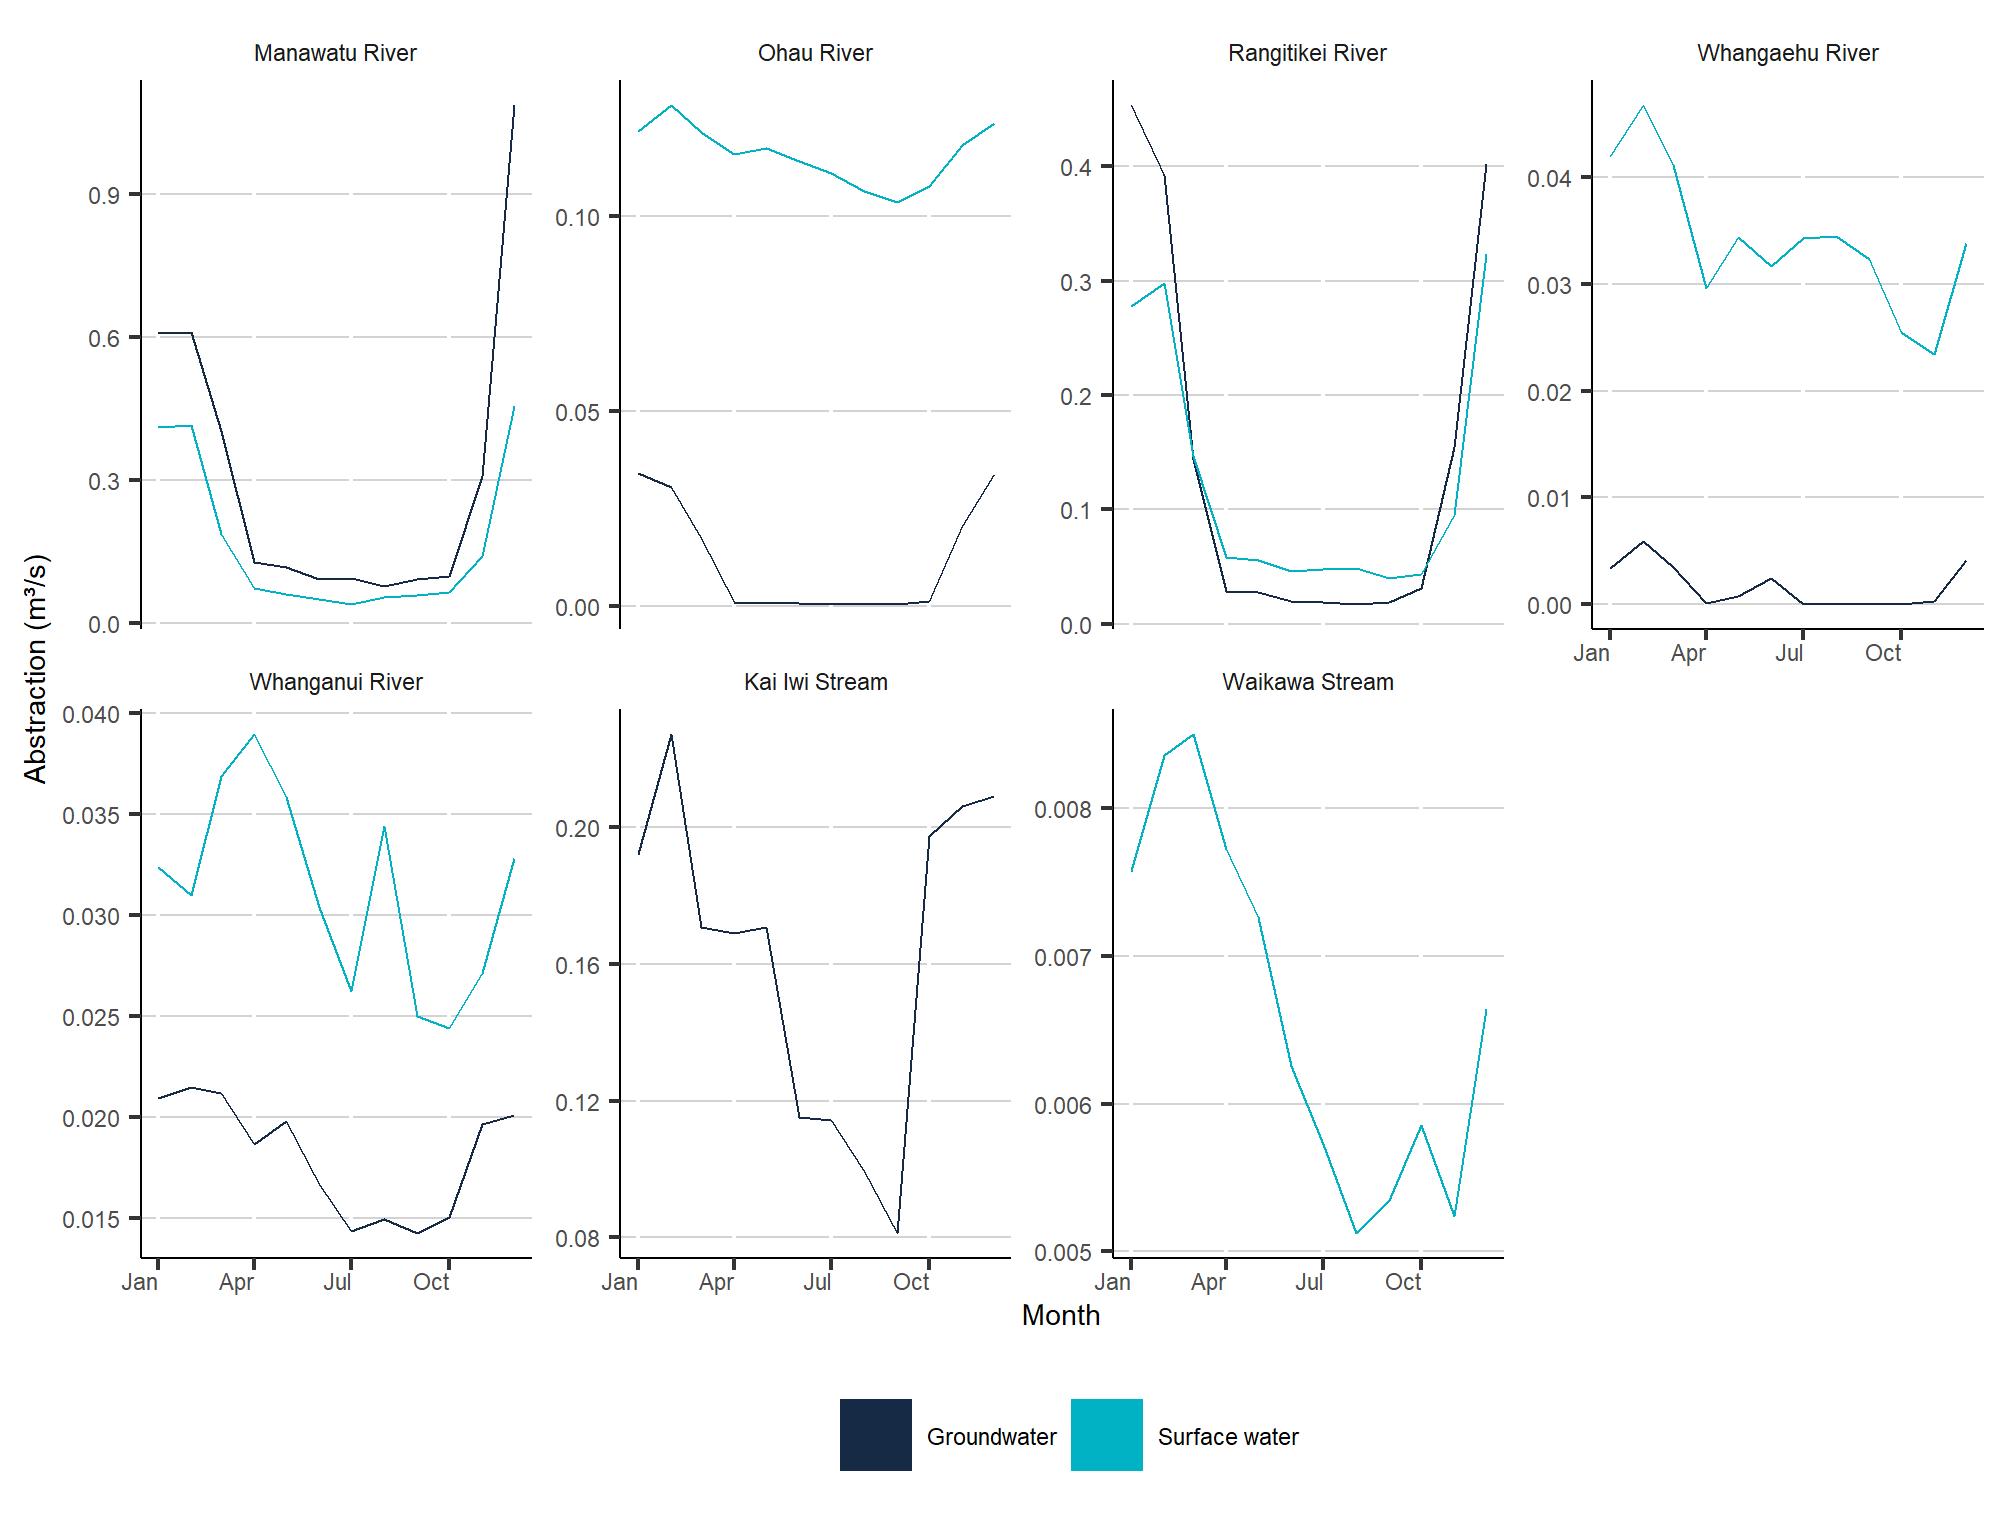 Manawatu River
Ohau River
Rangitikei River
Whangaehu River
0.9
0.6
0.3
0.0
0.10
0.05
0.00
0.4
0.3
0.2
0.1
0.0
0.04
0.03
0.02
0.01
0.00
Jan Apr Jul Oct
Abstraction (m³/s)
Whanganui River
Kai Iwi Stream
Waikawa Stream
0.040
0.035
0.030
0.025
0.020
0.015
0.20
0.16
0.12
0.08
0.008
0.007
0.006
0.005
Jan Apr Jul Oct
Jan Apr Jul Oct
Jan Apr Jul Oct
Month
Groundwater
Surface water